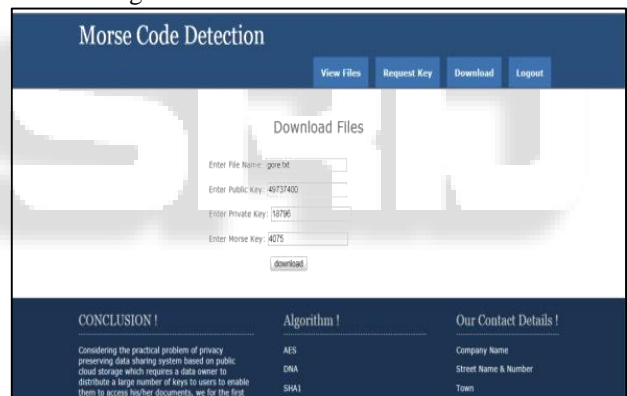 Morse Code Detection
View Files Request Key Download Logout
Download Files
Enter File Name: gore.txt
Enter Public Key: 49737400
Enter Private Key: 18796
Enter Morse Key: 4075
download
CONCLUSION !
Considering the practical problem of privacy
preserving data sharing system based on public
cloud storage which requires a data owner to
distribute a large number of keys to users to enable
them to access his/her documents, we for the first
Algorithm !
AES
DNA
SHA1
Our Contact Details !
Company Name
Street Name & Number
Town